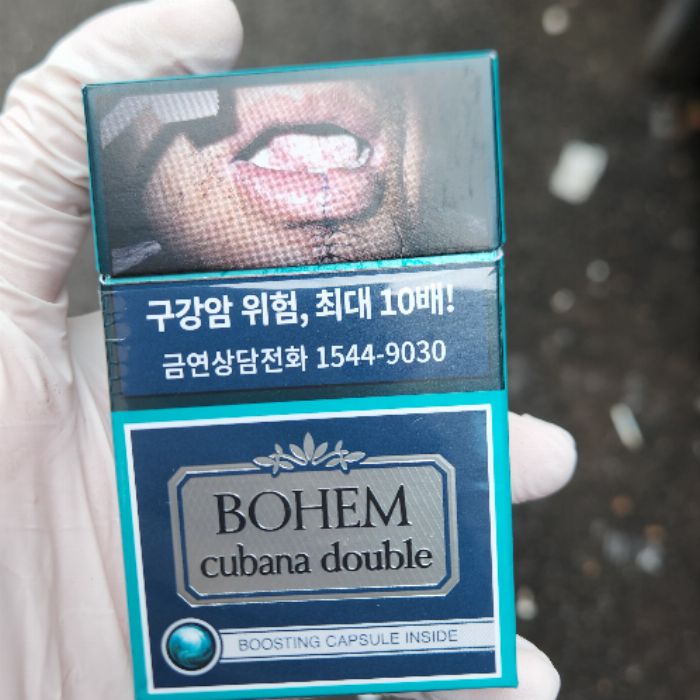 구강암 위험, 최대 10배!
금연상담전화 1544-9030
BOHEM
cubana double
BOOSTING CAPSULE INSIDE